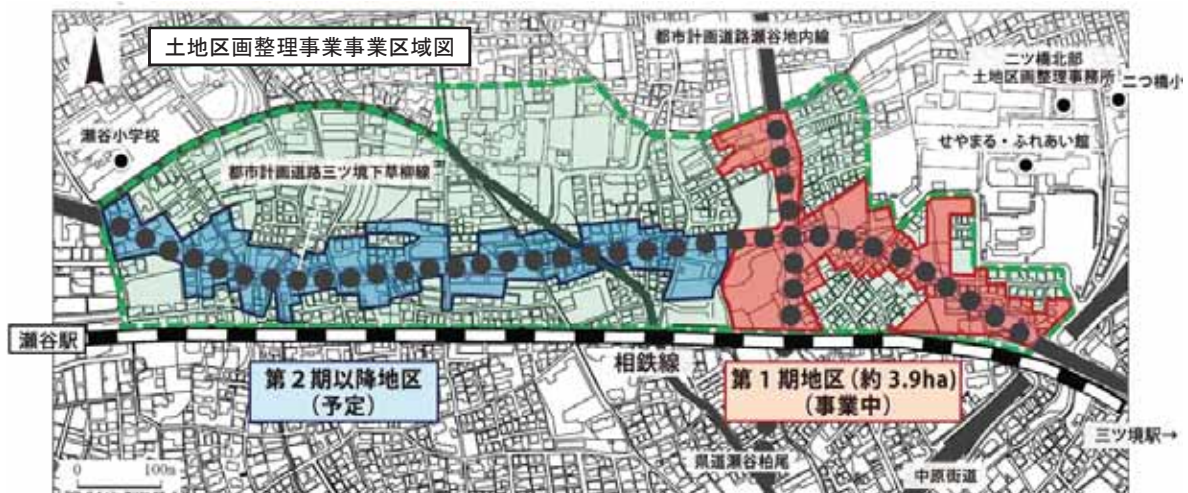 土地区画整理事業事業区域図
都市計画道路瀬谷地内線
二ツ橋北部
土地区画整理事務所
二つ橋小
瀬谷小学校
せやまる・ふれあい館
都市計画道路三ツ境下草柳線
瀬谷駅
相鉄線
第2期以降地区
(予定)
第1期地区(約3.9ha)
(事業中)
三ツ境駅→
県道瀬谷柏尾
中原街道
0 100m